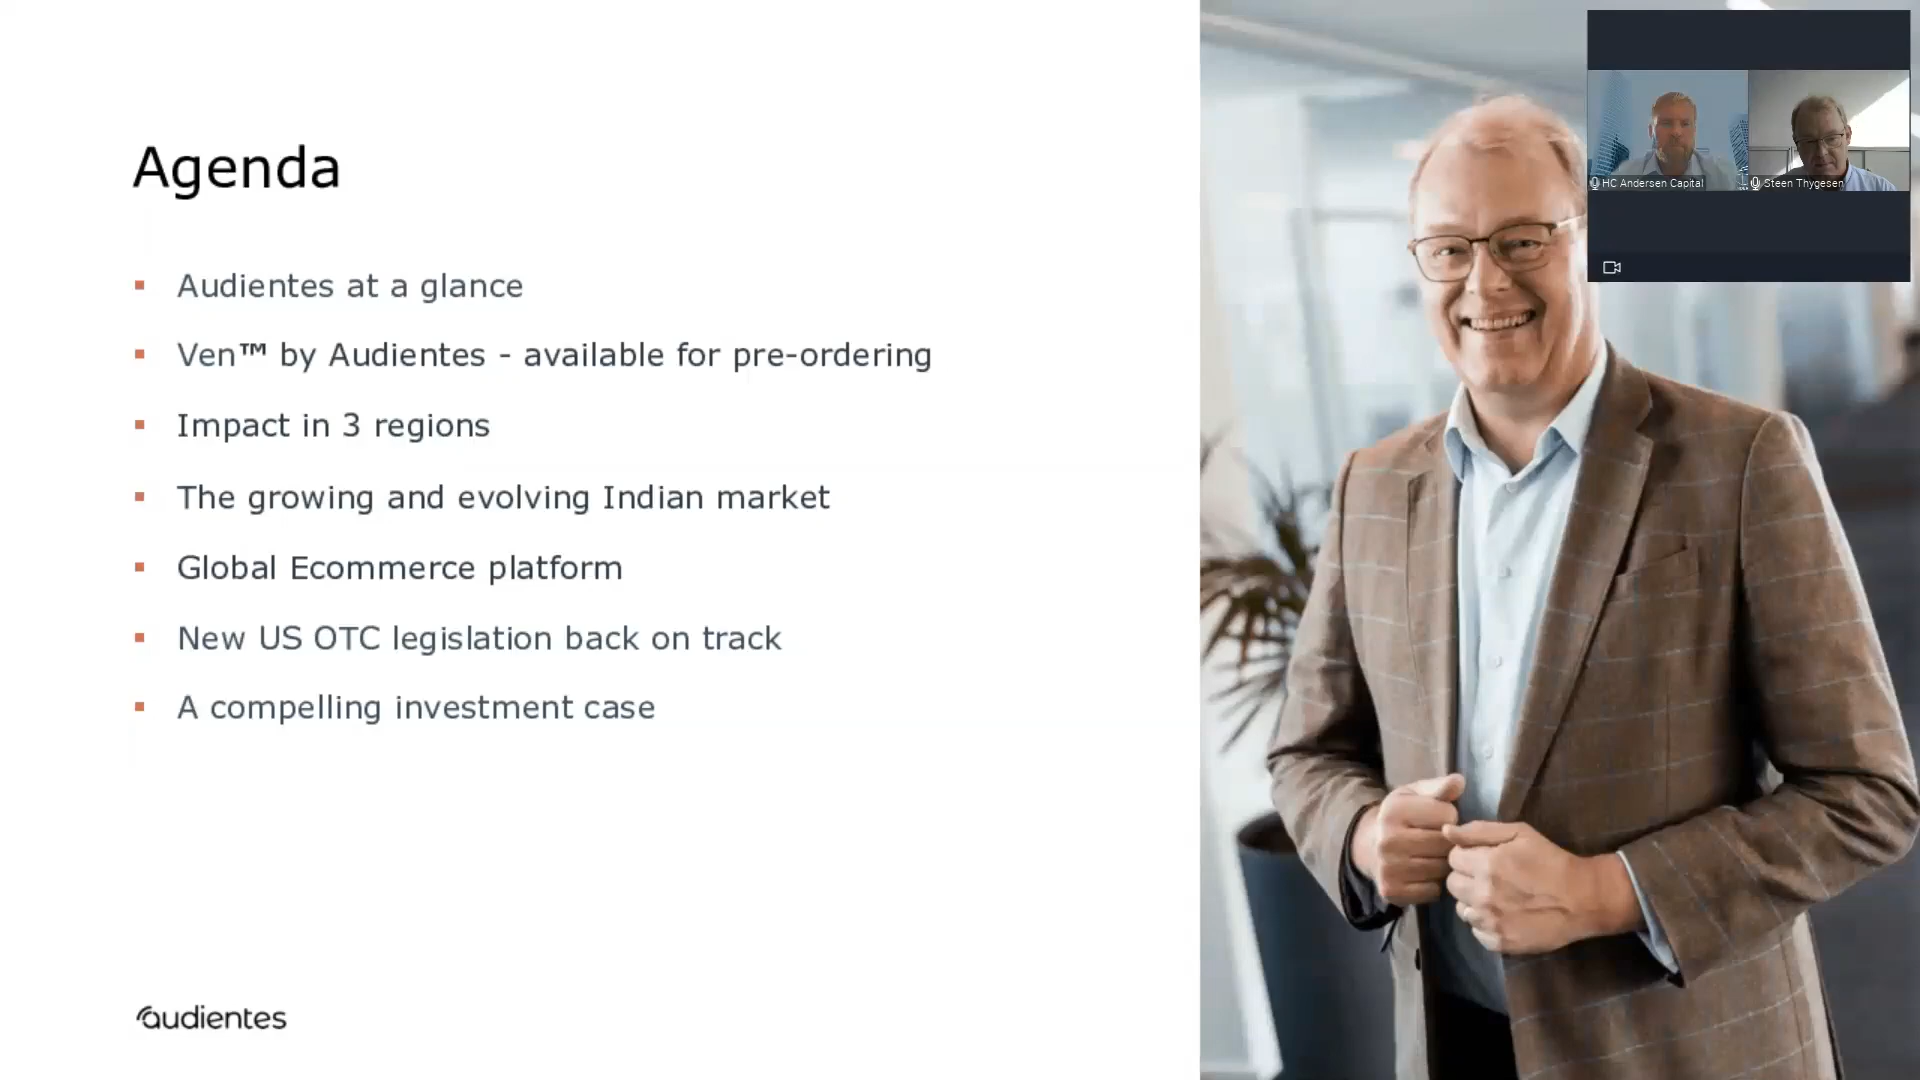 Agenda
Audientes at a glance
Ven™ by Audientes - available for pre-ordering
Impact in 3 regions
The growing and evolving Indian market
Global Ecommerce platform
New US OTC legislation back on track
A compelling investment case
audientes
HC Andersen Capital
Steen Thygesen